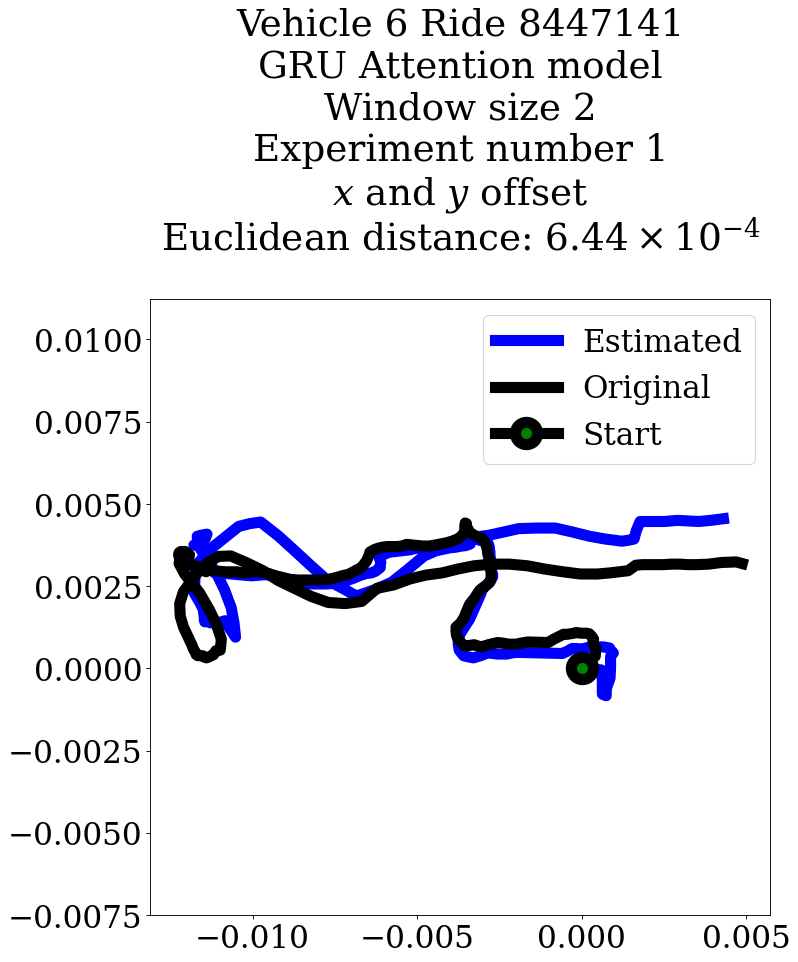 Vehicle 6 Ride 8447141
GRU Attention model
Window size 2
Experiment number 1
x and y offset
Euclidean distance: 6.44 × 10⁻⁴
Estimated
Original
Start
0.0100
0.0075
0.0050
0.0025
0.0000
−0.0025
−0.0050
−0.0075
−0.010
−0.005
0.000
0.005